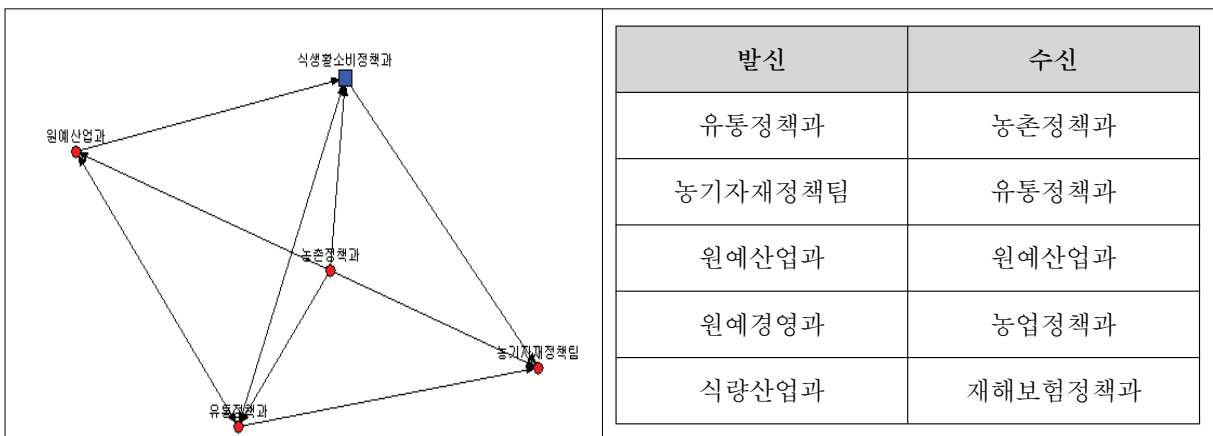 식생활소비정책과
원예산업과
농촌정책과
농기자재정책팀
유통정책과
발신 수신
유통정책과 농촌정책과
농기자재정책팀 유통정책과
원예산업과 원예산업과
원예경영과 농업정책과
식량산업과 재해보험정책과